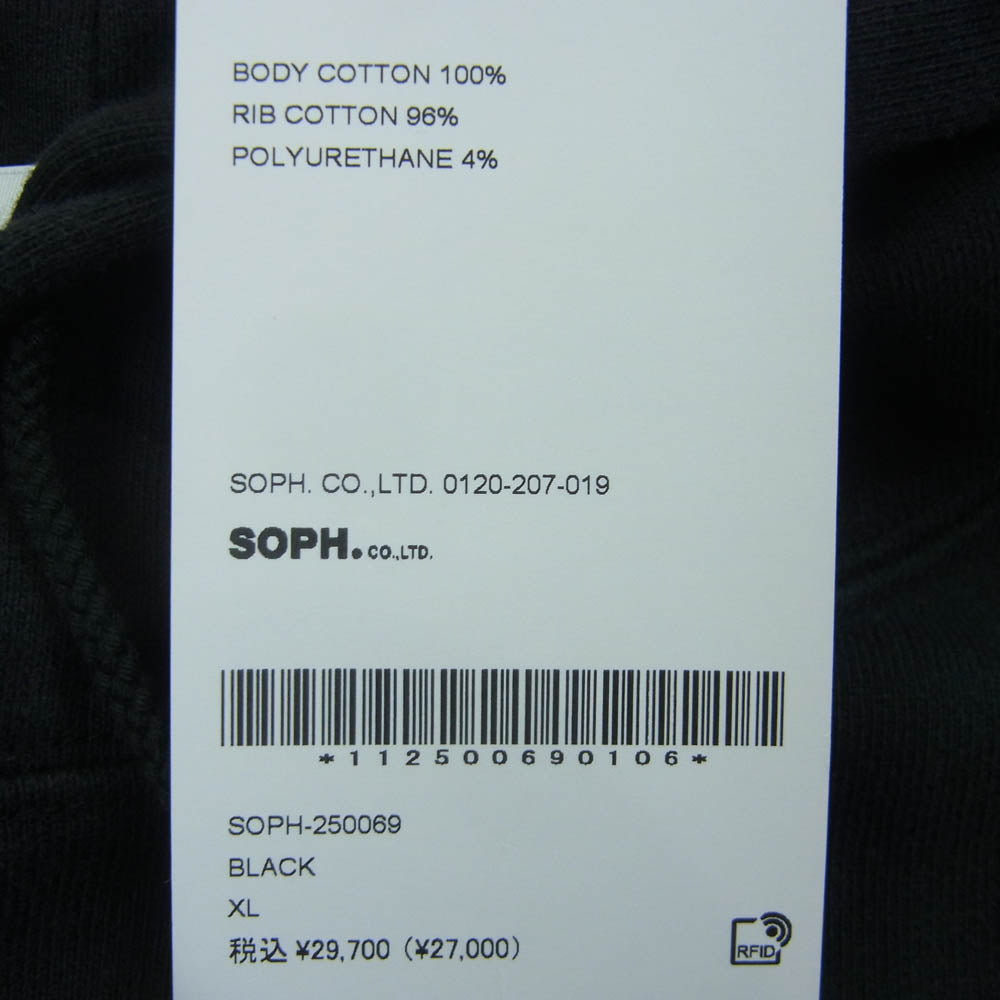 BODY COTTON 100%
RIB COTTON 96%
POLYURETHANE 4%
SOPH. CO.,LTD. 0120-207-019
SOPH. CO.,LTD.
*112500690106*
SOPH-250069
BLACK
XL
税込 ¥29,700 (¥27,000)
RFID